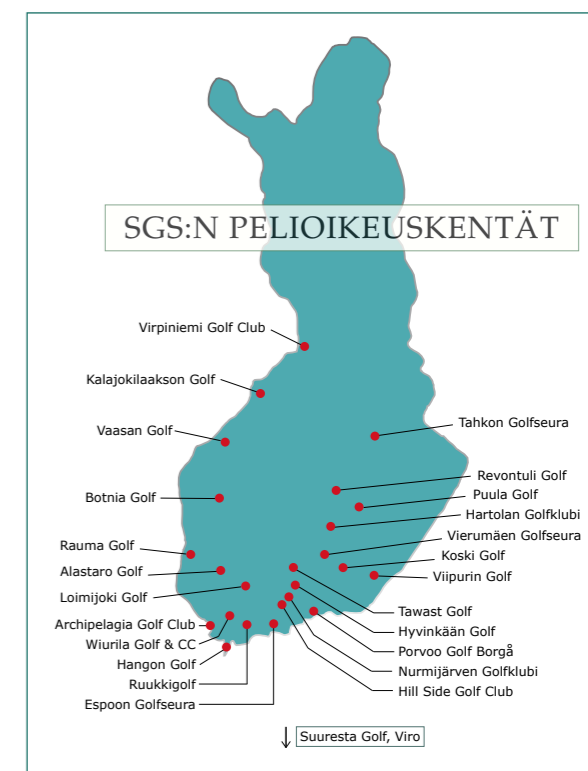 SGS:N PELIOIKEUSKENTÄT
Virpiniemi Golf Club
Kalajokilaakson Golf
Vaasan Golf
Botnia Golf
Rauma Golf
Alastaro Golf
Loimijoki Golf
Archipelagia Golf Club
Wiurila Golf & CC
Hangon Golf
Ruukkigolf
Espoon Golfseura
Tahkon Golfseura
Revontuli Golf
Puula Golf
Hartolan Golfklubi
Vierumäen Golfseura
Koski Golf
Viipurin Golf
Tawast Golf
Hyvinkään Golf
Porvoo Golf Borgå
Nurmijärven Golfklubi
Hill Side Golf Club
Suuresta Golf, Viro